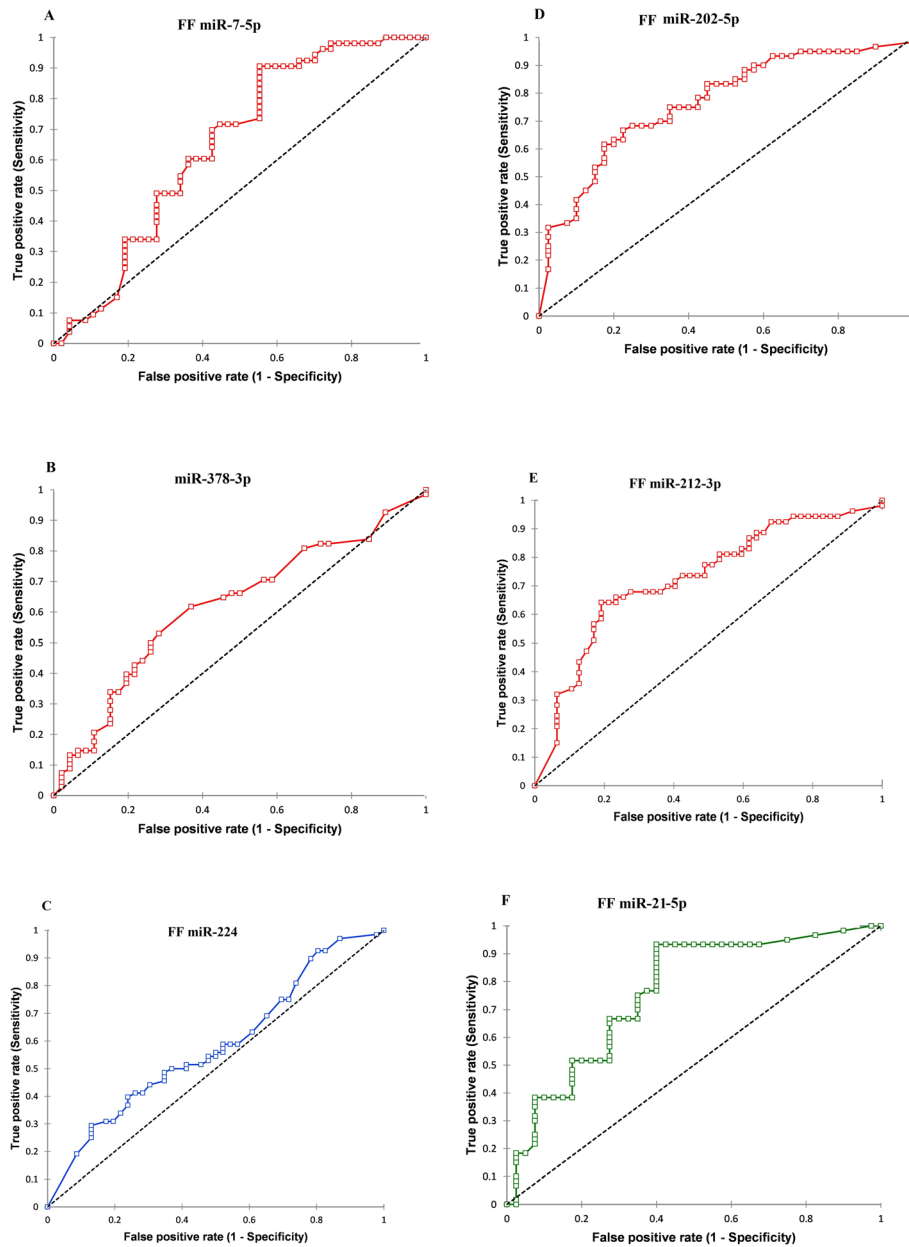 A
FF miR-7-5p
1
0.9
0.8
0.7
0.6
0.5
0.4
0.3
0.2
0.1
0
True positive rate (Sensitivity)
0 0.2 0.4 0.6 0.8 1
False positive rate (1 - Specificity)
D
FF miR-202-5p
1
0.9
0.8
0.7
0.6
0.5
0.4
0.3
0.2
0.1
0
True positive rate (Sensitivity)
0 0.2 0.4 0.6 0.8
False positive rate (1 - Specificity)
B
miR-378-3p
1
0.9
0.8
0.7
0.6
0.5
0.4
0.3
0.2
0.1
0
True positive rate (Sensitivity)
0 0.2 0.4 0.6 0.8 1
False positive rate (1 - Specificity)
E
FF miR-212-3p
1
0.9
0.8
0.7
0.6
0.5
0.4
0.3
0.2
0.1
0
True positive rate (Sensitivity)
0 0.2 0.4 0.6 0.8 1
False positive rate (1 - Specificity)
C
FF miR-224
1
0.9
0.8
0.7
0.6
0.5
0.4
0.3
0.2
0.1
0
True positive rate (Sensitivity)
0 0.2 0.4 0.6 0.8 1
False positive rate (1 - Specificity)
F
FF miR-21-5p
1
0.9
0.8
0.7
0.6
0.5
0.4
0.3
0.2
0.1
0
True positive rate (Sensitivity)
0 0.2 0.4 0.6 0.8 1
False positive rate (1 - Specificity)